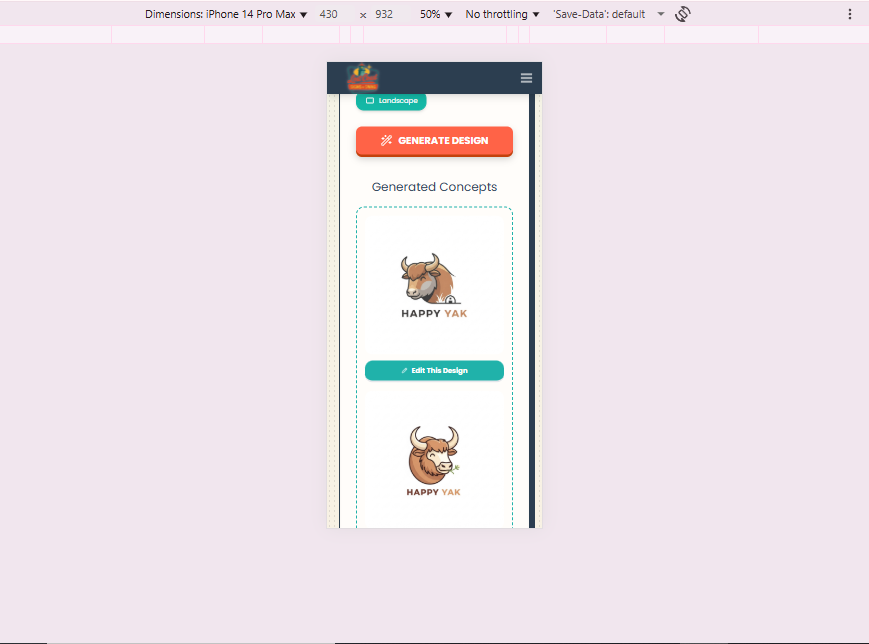 Dimensions: iPhone 14 Pro Max ▼ 430 × 932 50% ▼ No throttling ▼ 'Save-Data': default
Landscape
GENERATE DESIGN
Generated Concepts
HAPPY YAK
Edit This Design
HAPPY YAK